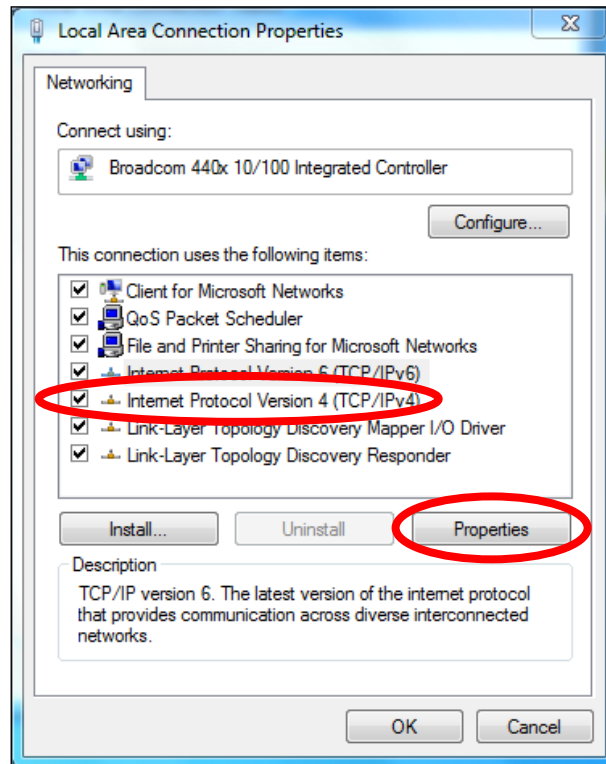 Local Area Connection Properties
Networking
Connect using:
Broadcom 440x 10/100 Integrated Controller
Configure...
This connection uses the following items:
Client for Microsoft Networks
QoS Packet Scheduler
File and Printer Sharing for Microsoft Networks
Internet Protocol Version 6 (TCP/IPv6)
Internet Protocol Version 4 (TCP/IPv4)
Link-Layer Topology Discovery Mapper I/O Driver
Link-Layer Topology Discovery Responder
Install... Uninstall Properties
Description
TCP/IP version 6. The latest version of the internet protocol
that provides communication across diverse interconnected
networks.
OK Cancel